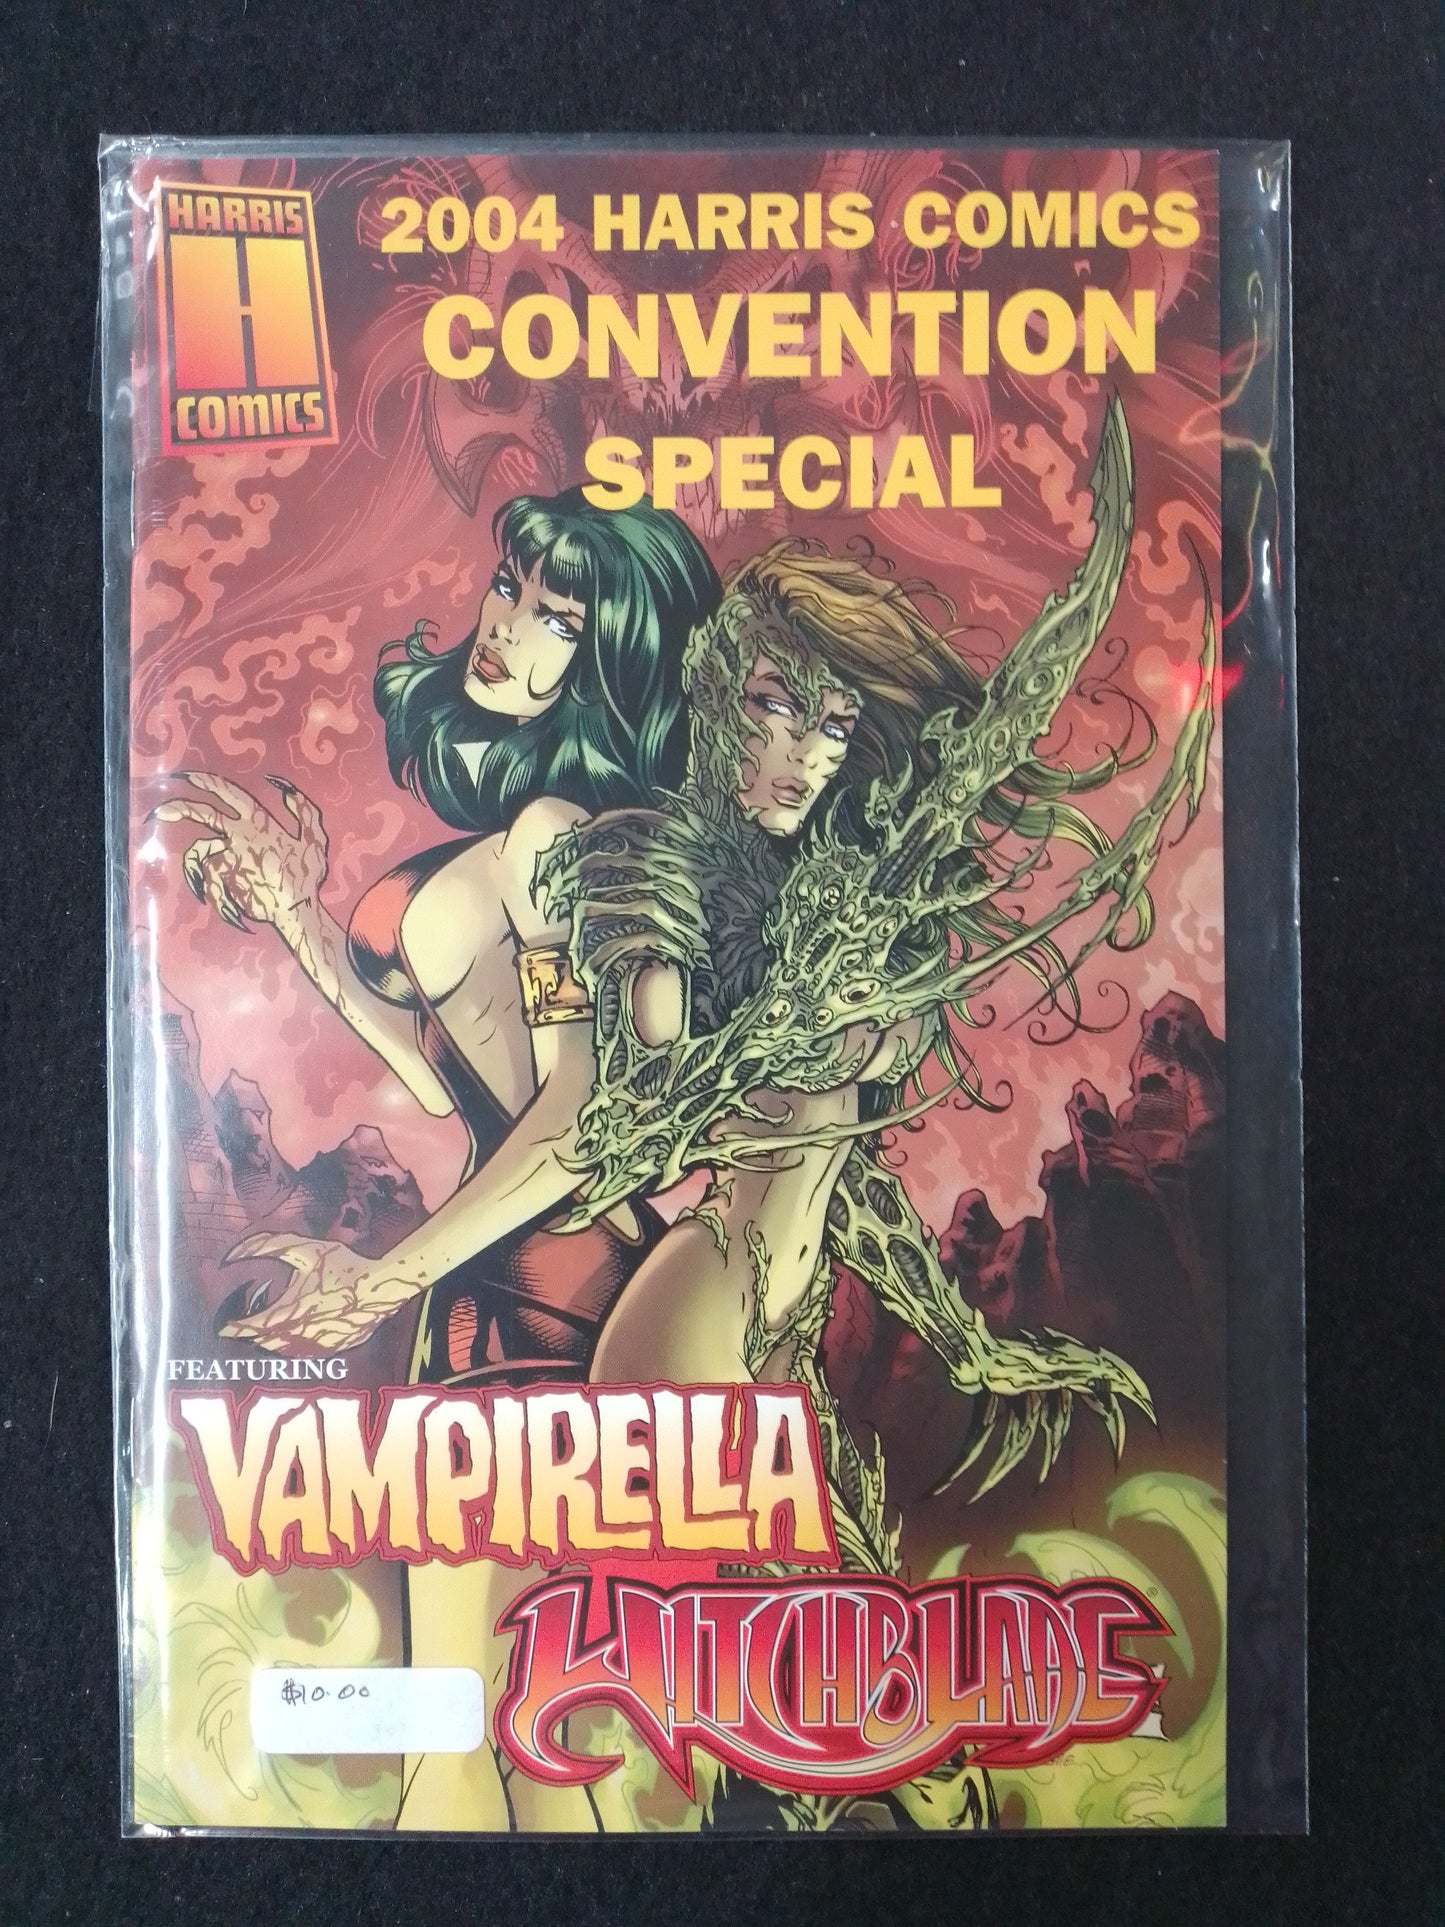 HARRIS
H
COMICS
2004 HARRIS COMICS
CONVENTION
SPECIAL
FEATURING
VAMPIRELLA
WITCHBLADE
$10.00